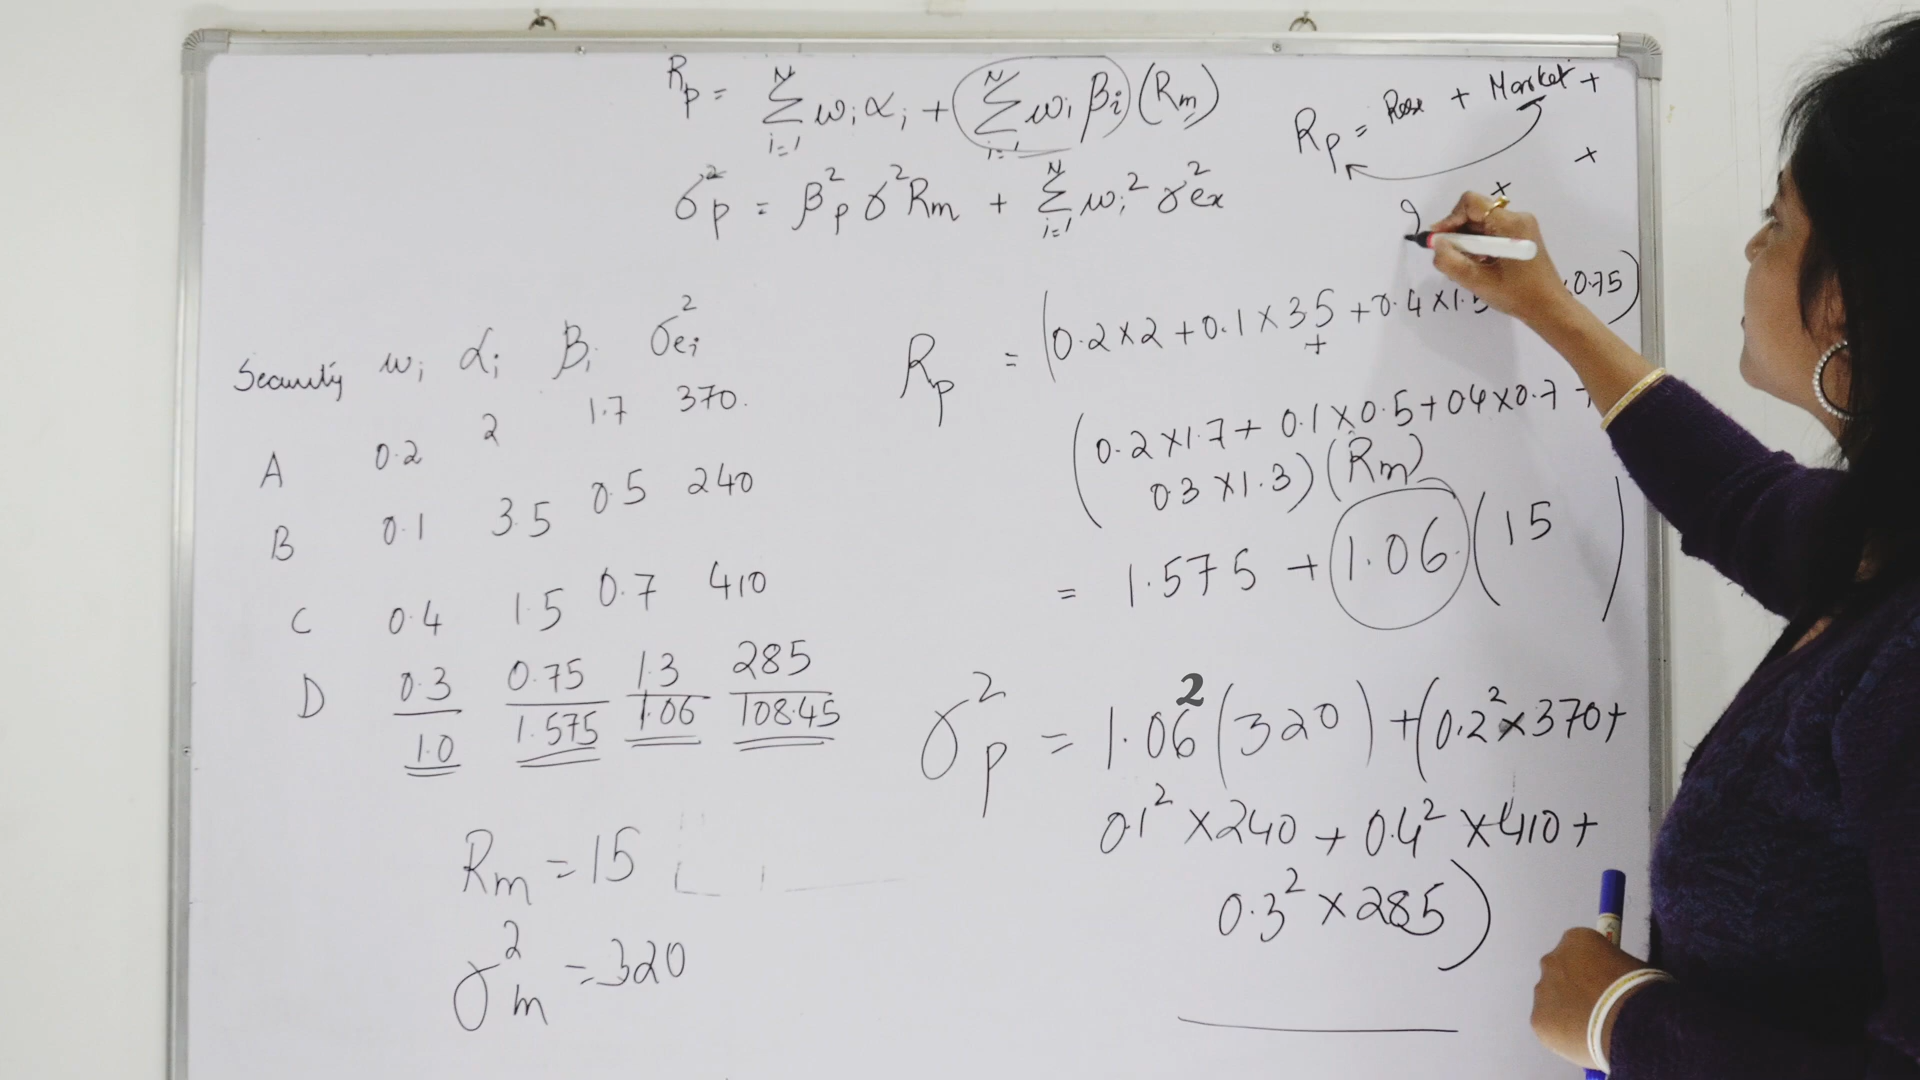 Rp = Σ i=1 N wi αi + (Σ i=1 N wi βi) (Rm)
σ²p = β²p σ²Rm + Σ i=1 N wi² σ²ex
Rp = + Market +
+
x
Security wi αi βi σ²ei
A 0.2 2 1.7 370.
B 0.1 3.5 0.5 240
C 0.4 1.5 0.7 410
D 0.3 0.75 1.3 285
1.0 1.575 1.06 108.45
Rm = 15
σ²m = 320
Rp = (0.2 x 2 + 0.1 x 35 + 0.4 x 1.5 0.75)
+
(0.2 x 1.7 + 0.1 x 0.5 + 04 x 0.7 +
0.3 x 1.3) (Rm)
= 1.575 + 1.06 (15 )
σ²p = 1.06² (320) + (0.2² x 370 +
0.1² x 240 + 0.4² x 410 +
0.3² x 285)